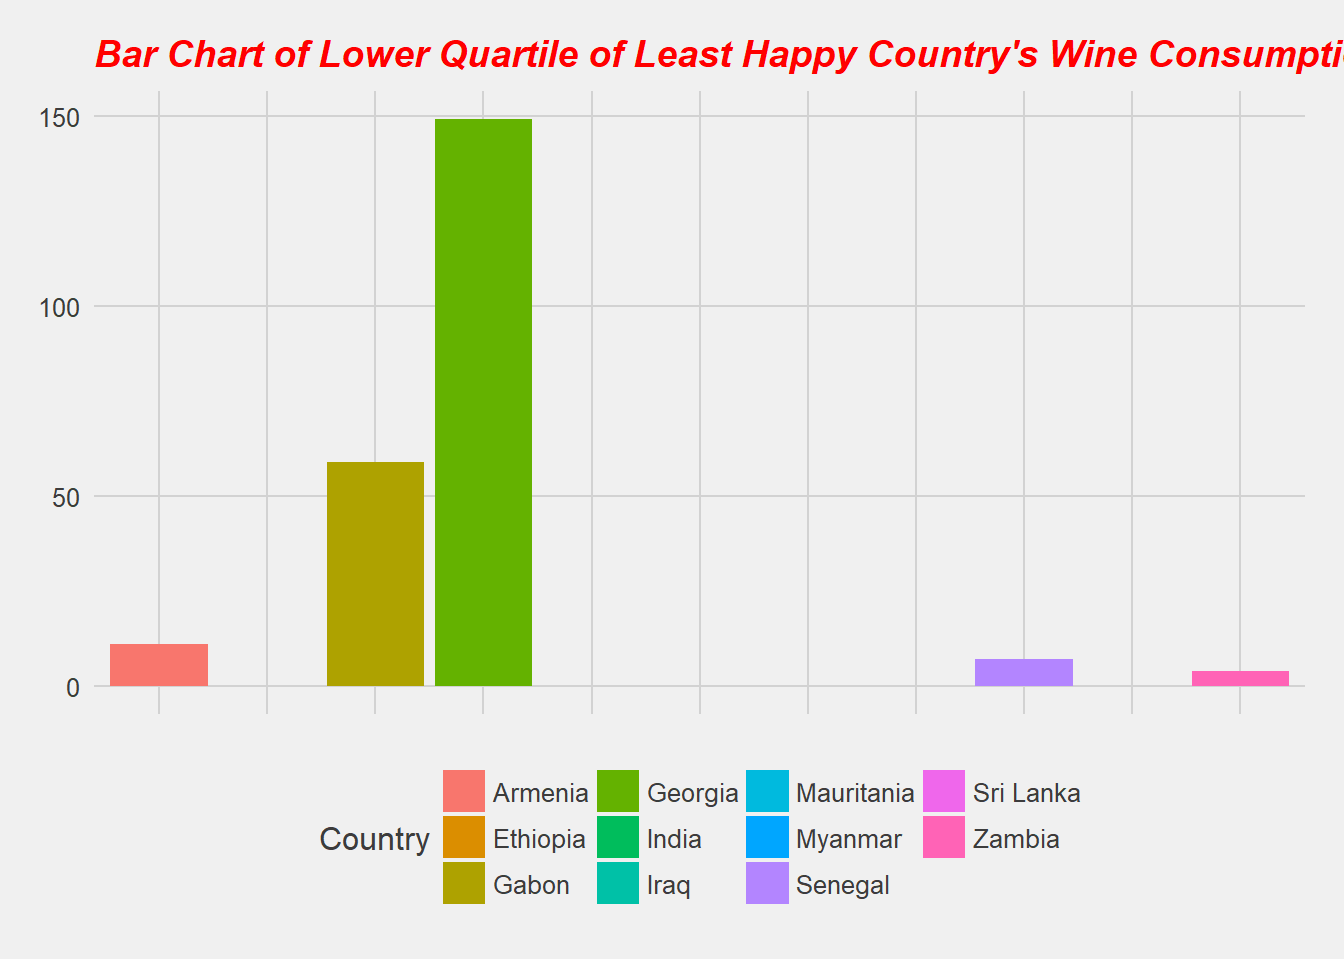 Bar Chart of Lower Quartile of Least Happy Country's Wine
150
100
50
0
Country
Armenia
Ethiopia
Gabon
Georgia
India
Iraq
Mauritania
Myanmar
Senegal
Sri Lanka
Zambia